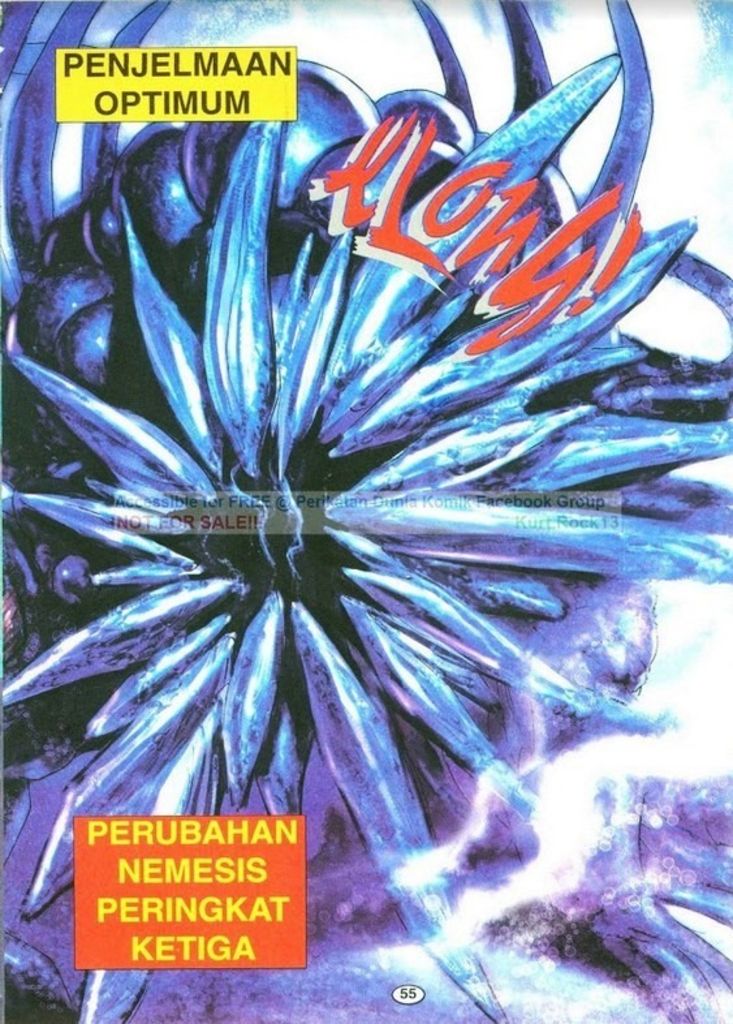 PENJELMAAN
OPTIMUM
KLONS!
Accessible for FREE @ Perikatan Dunia Komik Facebook Group
!NOT FOR SALE!! Kurt Rock13
PERUBAHAN
NEMESIS
PERINGKAT
KETIGA
55